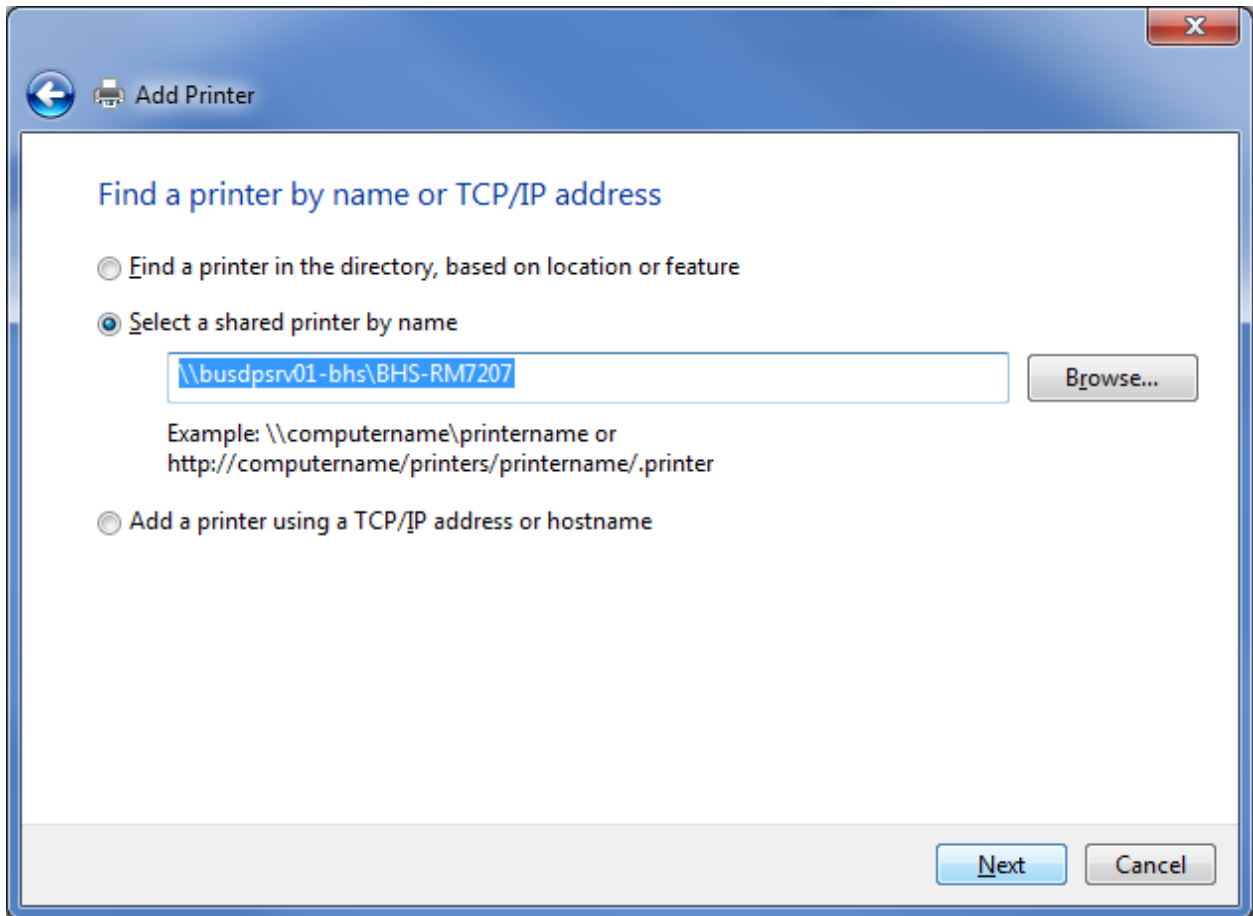 Add Printer
Find a printer by name or TCP/IP address
Find a printer in the directory, based on location or feature
Select a shared printer by name
\\busdpsrv01-bhs\BHS-RM7207
Browse...
Example: \\computername\printername or
http://computername/printers/printername/.printer
Add a printer using a TCP/IP address or hostname
Next
Cancel